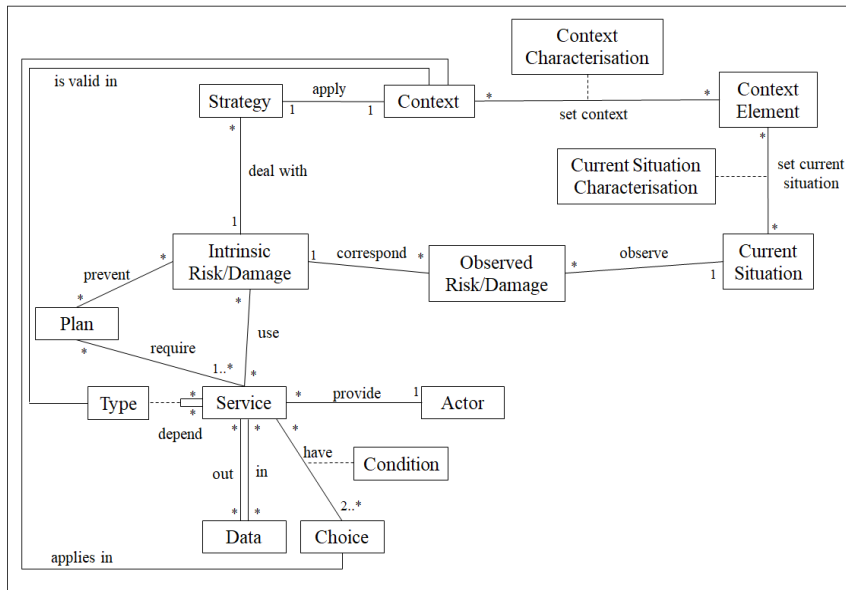 Context
Characterisation
is valid in
Strategy
apply
Context
Context
Element
1
1
*
*
set context
*
*
deal with
Current Situation
Characterisation
set current
situation
1
*
*
Intrinsic
Risk/Damage
1
correspond
*
Observed
Risk/Damage
*
observe
1
Current
Situation
prevent
*
*
Plan
*
require
1..*
use
*
Type
*
*
depend
Service
*
provide
1
Actor
*
*
*
have
Condition
out
in
*
*
2..*
Data
Choice
applies in